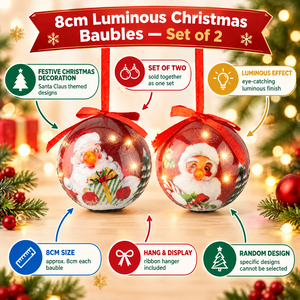 8cm Luminous Christmas
Baubles – Set of 2
FESTIVE CHRISTMAS
DECORATION
Santa Claus themed
designs
SET OF TWO
sold together
as one set
LUMINOUS EFFECT
eye-catching
luminous finish
8CM SIZE
approx. 8cm each
bauble
HANG & DISPLAY
ribbon hanger
included
RANDOM DESIGN
specific designs
cannot be selected